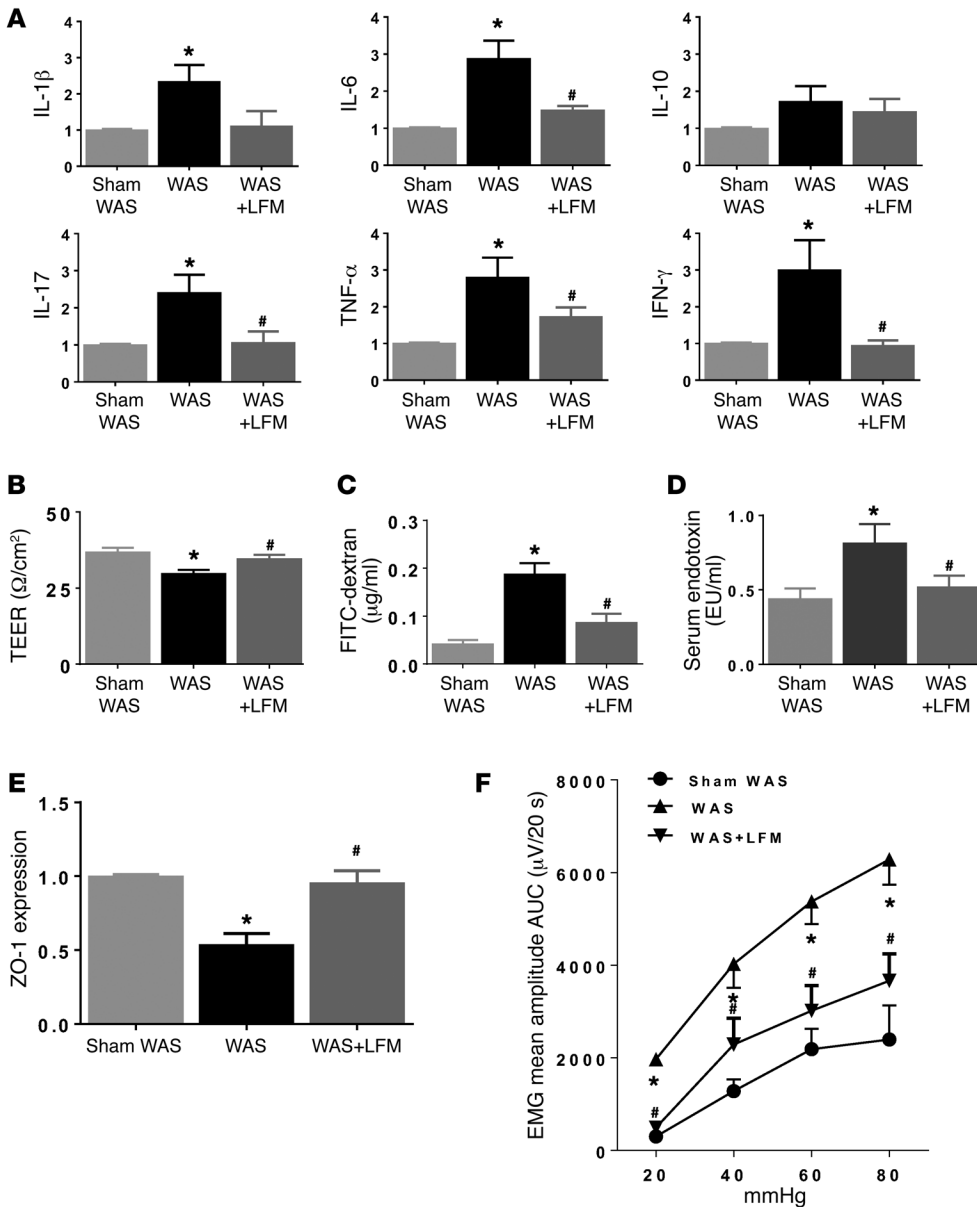 A
IL-1β
4
3
2
1
0
*
Sham WAS
WAS
WAS +LFM
IL-6
4
3
2
1
0
*
#
Sham WAS
WAS
WAS +LFM
IL-10
4
3
2
1
0
Sham WAS
WAS
WAS +LFM
IL-17
4
3
2
1
0
*
#
Sham WAS
WAS
WAS +LFM
TNF-α
4
3
2
1
0
*
#
Sham WAS
WAS
WAS +LFM
IFN-γ
4
3
2
1
0
*
#
Sham WAS
WAS
WAS +LFM
B
TEER (Ω/cm²)
50
25
0
*
#
Sham WAS
WAS
WAS +LFM
C
FITC-dextran
(μg/ml)
0.3
0.2
0.1
0.0
*
#
Sham WAS
WAS
WAS +LFM
D
Serum endotoxin
(EU/ml)
1.0
0.5
0.0
*
#
Sham WAS
WAS
WAS +LFM
E
ZO-1 expression
1.5
1.0
0.5
0.0
*
#
Sham WAS
WAS
WAS+LFM
F
EMG mean amplitude AUC (μV/20 s)
8000
6000
4000
2000
0
Sham WAS
WAS
WAS+LFM
*
#
*
#
*
#
*
#
20
40
60
80
mmHg